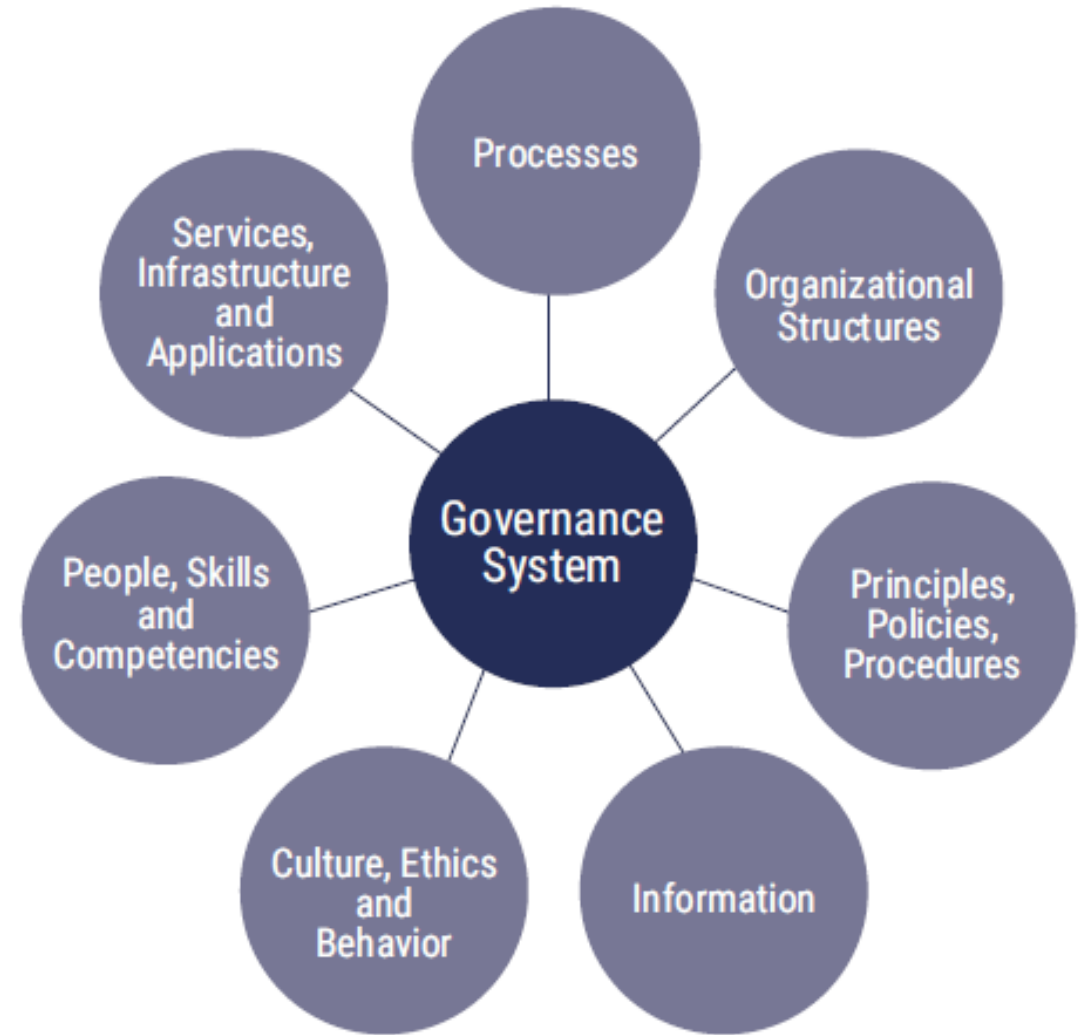 Processes
Organizational
Structures
Principles,
Policies,
Procedures
Information
Culture, Ethics
and
Behavior
People, Skills
and
Competencies
Services,
Infrastructure
and
Applications
Governance
System